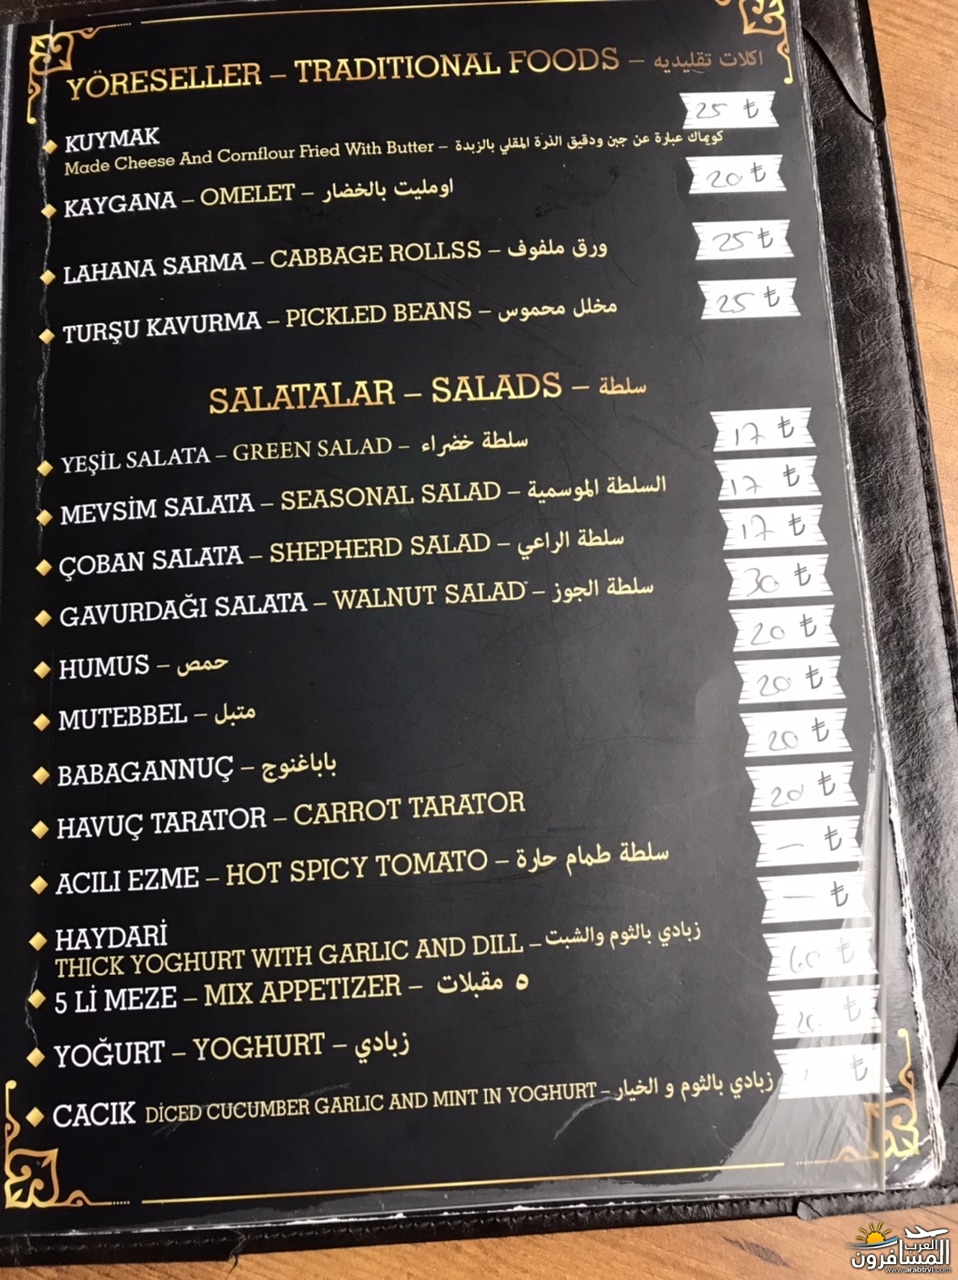 YÖRESELLER – TRADITIONAL FOODS – اكلات تقليديه
KUYMAK 25 ₺
Made Cheese And Cornflour Fried With Butter – كويماك عبارة عن جبن ودقيق الذرة المقلي بالزبدة
KAYGANA – OMELET – اومليت بالخضار 20 ₺
LAHANA SARMA – CABBAGE ROLLSS – ورق ملفوف 25 ₺
TURŞU KAVURMA – PICKLED BEANS – مخلل محموس 25 ₺
SALATALAR – SALADS – سلطة
YEŞİL SALATA – GREEN SALAD – سلطة خضراء 17 ₺
MEVSİM SALATA – SEASONAL SALAD – السلطة الموسمية 17 ₺
ÇOBAN SALATA – SHEPHERD SALAD – سلطة الراعي 17 ₺
GAVURDAĞI SALATA – WALNUT SALAD – سلطة الجوز 30 ₺
HUMUS – حمص 20 ₺
MUTEBBEL – متبل 20 ₺
BABAGANNUÇ – باباغنوج 20 ₺
HAVUÇ TARATOR – CARROT TARATOR 20 ₺
ACILI EZME – HOT SPICY TOMATO – سلطة طمام حارة — ₺
HAYDARİ — ₺
THICK YOGHURT WITH GARLIC AND DILL – زبادي بالثوم والشبت
5 Lİ MEZE – MIX APPETIZER – ٥ مقبلات ₺
YOĞURT – YOGHURT – زبادي ₺
CACIK DİCED CUCUMBER GARLIC AND MINT IN YOGHURT – زبادي بالثوم و الخيار ₺
العرب
المسافرون
www.arabtrvl.com